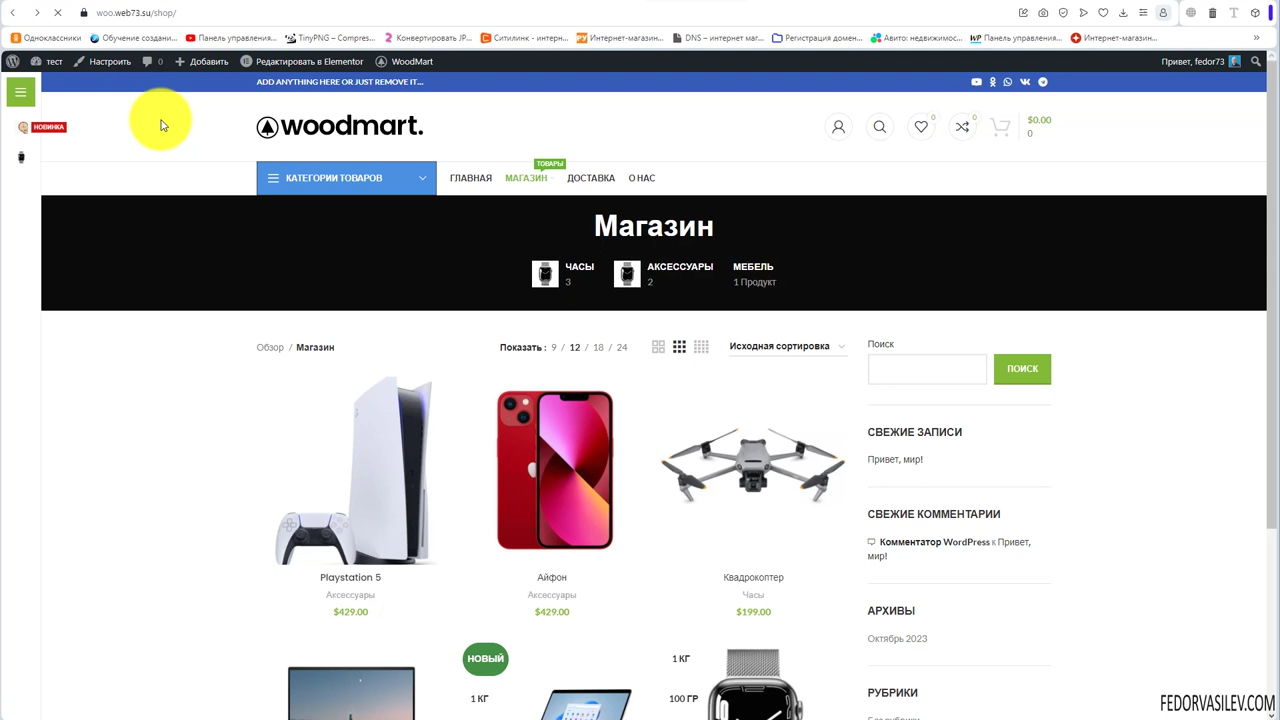 woo.web73.su/shop/
Одноклассники
Обучение создани...
Панель управления...
TinyPNG – Compres...
Конвертировать JP...
Ситилинк - интерн...
Интернет-магазин...
DNS – интернет маг...
Регистрация домен...
Авито: недвижимос...
Панель управления...
Интернет-магазин...
тест
Настроить
0
Добавить
Редактировать в Elementor
WoodMart
Привет, fedor73
ADD ANYTHING HERE OR JUST REMOVE IT...
НОВИНКА
woodmart.
0
0
$0.00
0
КАТЕГОРИИ ТОВАРОВ
ГЛАВНАЯ
ТОВАРЫ
МАГАЗИН
ДОСТАВКА
О НАС
Магазин
ЧАСЫ
3
АКСЕССУАРЫ
2
МЕБЕЛЬ
1 Продукт
Обзор / Магазин
Показать : 9 / 12 / 18 / 24
Исходная сортировка
Поиск
ПОИСК
СВЕЖИЕ ЗАПИСИ
Привет, мир!
СВЕЖИЕ КОММЕНТАРИИ
Комментатор WordPress к Привет,
мир!
АРХИВЫ
Октябрь 2023
РУБРИКИ
Без рубрики
Playstation 5
Аксессуары
$429.00
Айфон
Аксессуары
$429.00
Квадрокоптер
Часы
$199.00
НОВЫЙ
1 КГ
1 КГ
100 ГР
FEDORVASILEV.COM